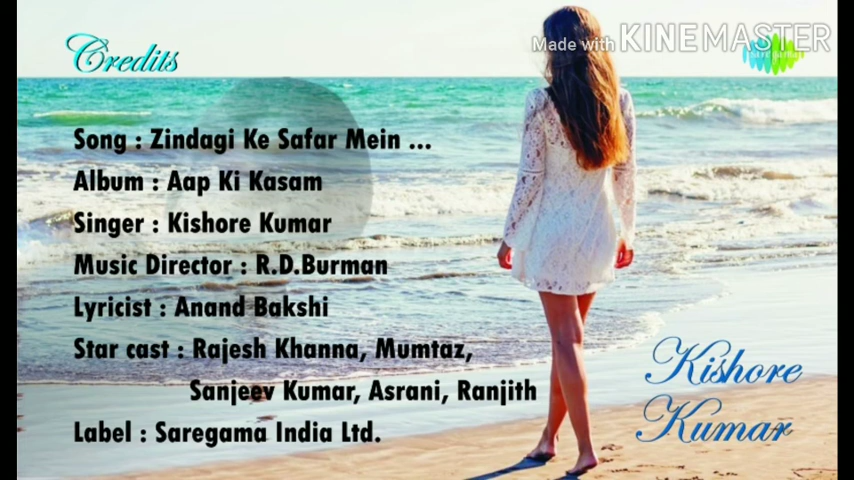 Made with KINEMASTER
Credits
Song : Zindagi Ke Safar Mein ...
Album : Aap Ki Kasam
Singer : Kishore Kumar
Music Director : R.D.Burman
Lyricist : Anand Bakshi
Star cast : Rajesh Khanna, Mumtaz,
Sanjeev Kumar, Asrani, Ranjith
Label : Saregama India Ltd.
Kishore
Kumar